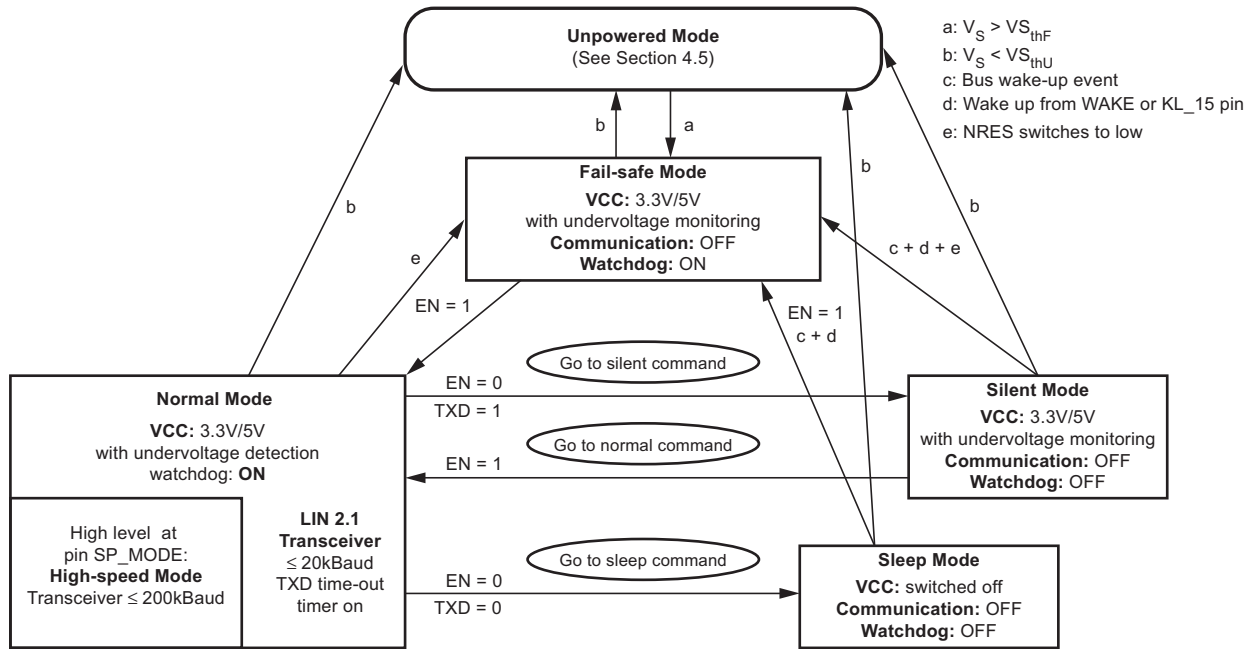 Unpowered Mode
(See Section 4.5)
a: VS > VSthF
b: VS < VSthU
c: Bus wake-up event
d: Wake up from WAKE or KL_15 pin
e: NRES switches to low
b
a
Fail-safe Mode
VCC: 3.3V/5V
with undervoltage monitoring
Communication: OFF
Watchdog: ON
b
e
b
b
c + d + e
EN = 1
EN = 1
c + d
Go to silent command
EN = 0
TXD = 1
Go to normal command
EN = 1
Go to sleep command
EN = 0
TXD = 0
Normal Mode
VCC: 3.3V/5V
with undervoltage detection
watchdog: ON
High level at
pin SP_MODE:
High-speed Mode
Transceiver ≤ 200kBaud
LIN 2.1
Transceiver
≤ 20kBaud
TXD time-out
timer on
Silent Mode
VCC: 3.3V/5V
with undervoltage monitoring
Communication: OFF
Watchdog: OFF
Sleep Mode
VCC: switched off
Communication: OFF
Watchdog: OFF